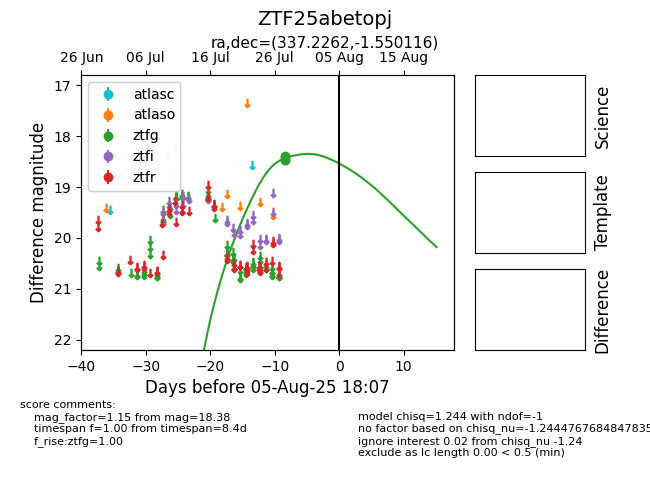 ZTF25abetopj
ra,dec=(337.2262,-1.550116)
26 Jun 06 Jul 16 Jul 26 Jul 05 Aug 15 Aug
17
18
19
20
21
22
Difference magnitude
atlasc
atlaso
ztfg
ztfi
ztfr
−40 −30 −20 −10 0 10
Days before 05-Aug-25 18:07
Science
Template
Difference
score comments:
mag_factor=1.15 from mag=18.38
timespan f=1.00 from timespan=8.4d
f_rise:ztfg=1.00
model chisq=1.244 with ndof=-1
no factor based on chisq_nu=-1.2444767684847835
ignore interest 0.02 from chisq_nu -1.24
exclude as lc length 0.00 < 0.5 (min)